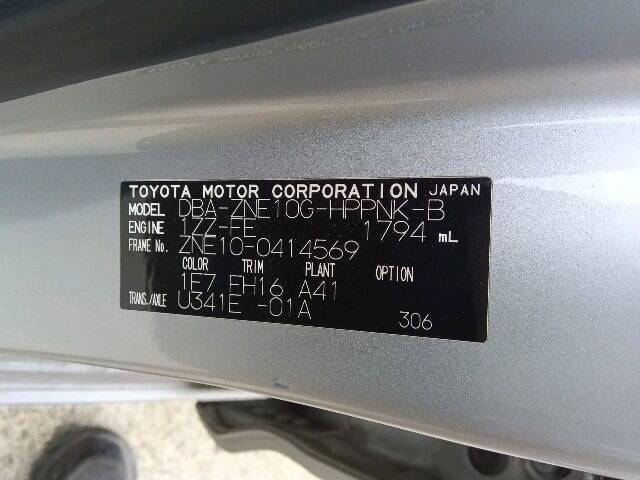 TOYOTA MOTOR CORPORATION JAPAN
MODEL DBA-ZNE10G-HPPNK-B
ENGINE 1ZZ-FE 1794 mL
FRAME No. ZNE10-0414569
COLOR TRIM PLANT OPTION
1F7 FH16 A41
TRANS./AXLE U341E -01A
306